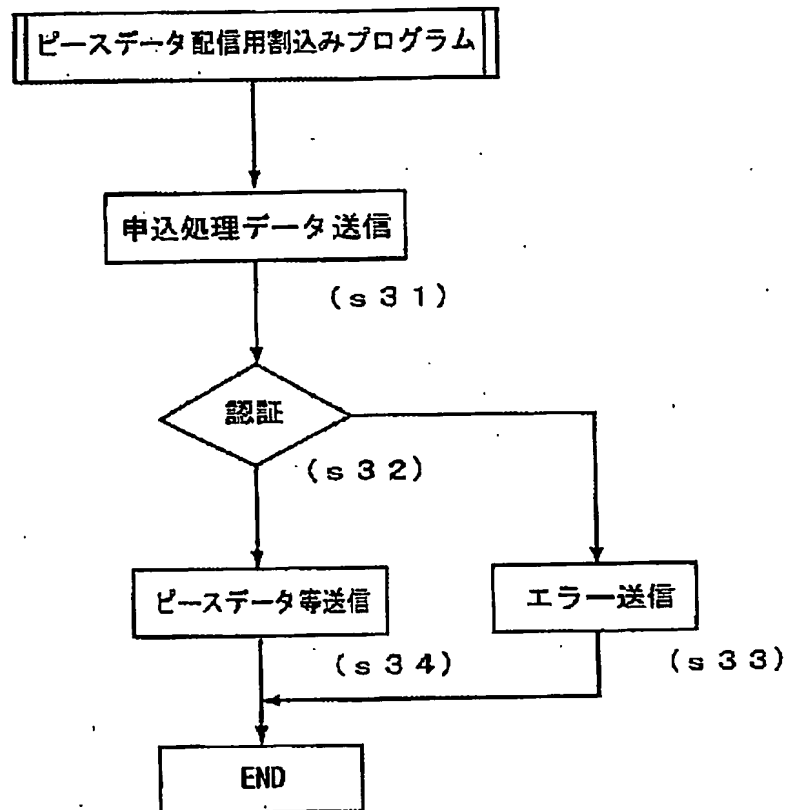 ピースデータ配信用割込みプログラム
申込処理データ送信
(s31)
認証
(s32)
ピースデータ等送信
エラー送信
(s34)
(s33)
END